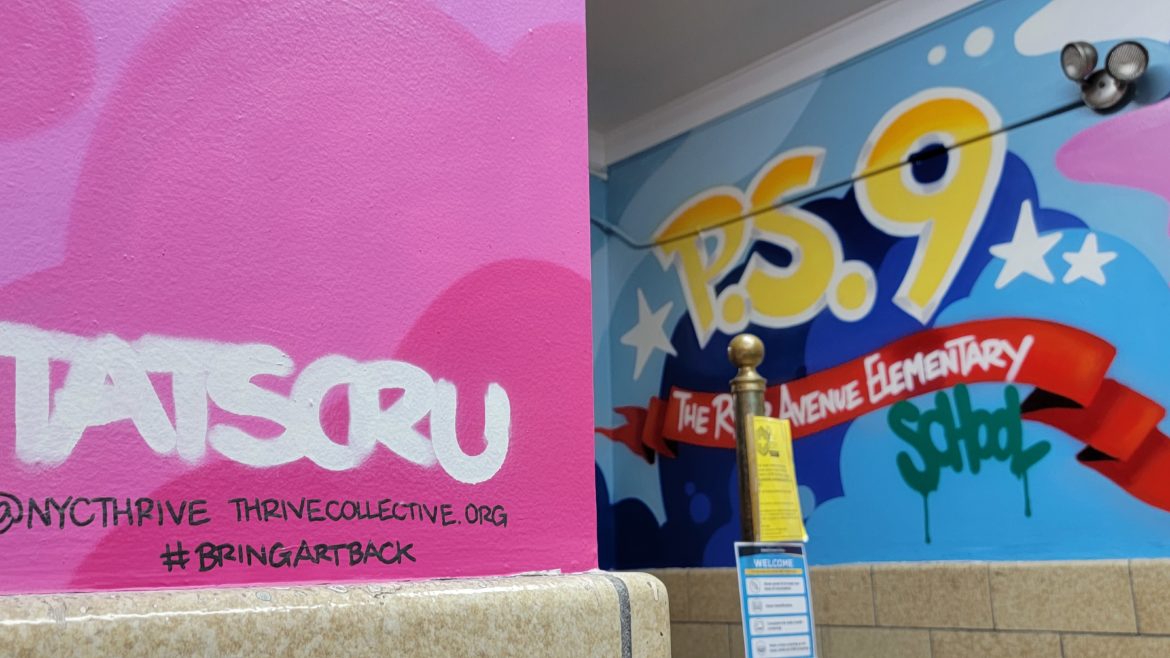 TATSCRU
@NYCTHRIVE THRIVECOLLECTIVE.ORG
#BRINGARTBACK
P.S. 9
THE AVENUE ELEMENTARY
SCHOOL
WELCOME